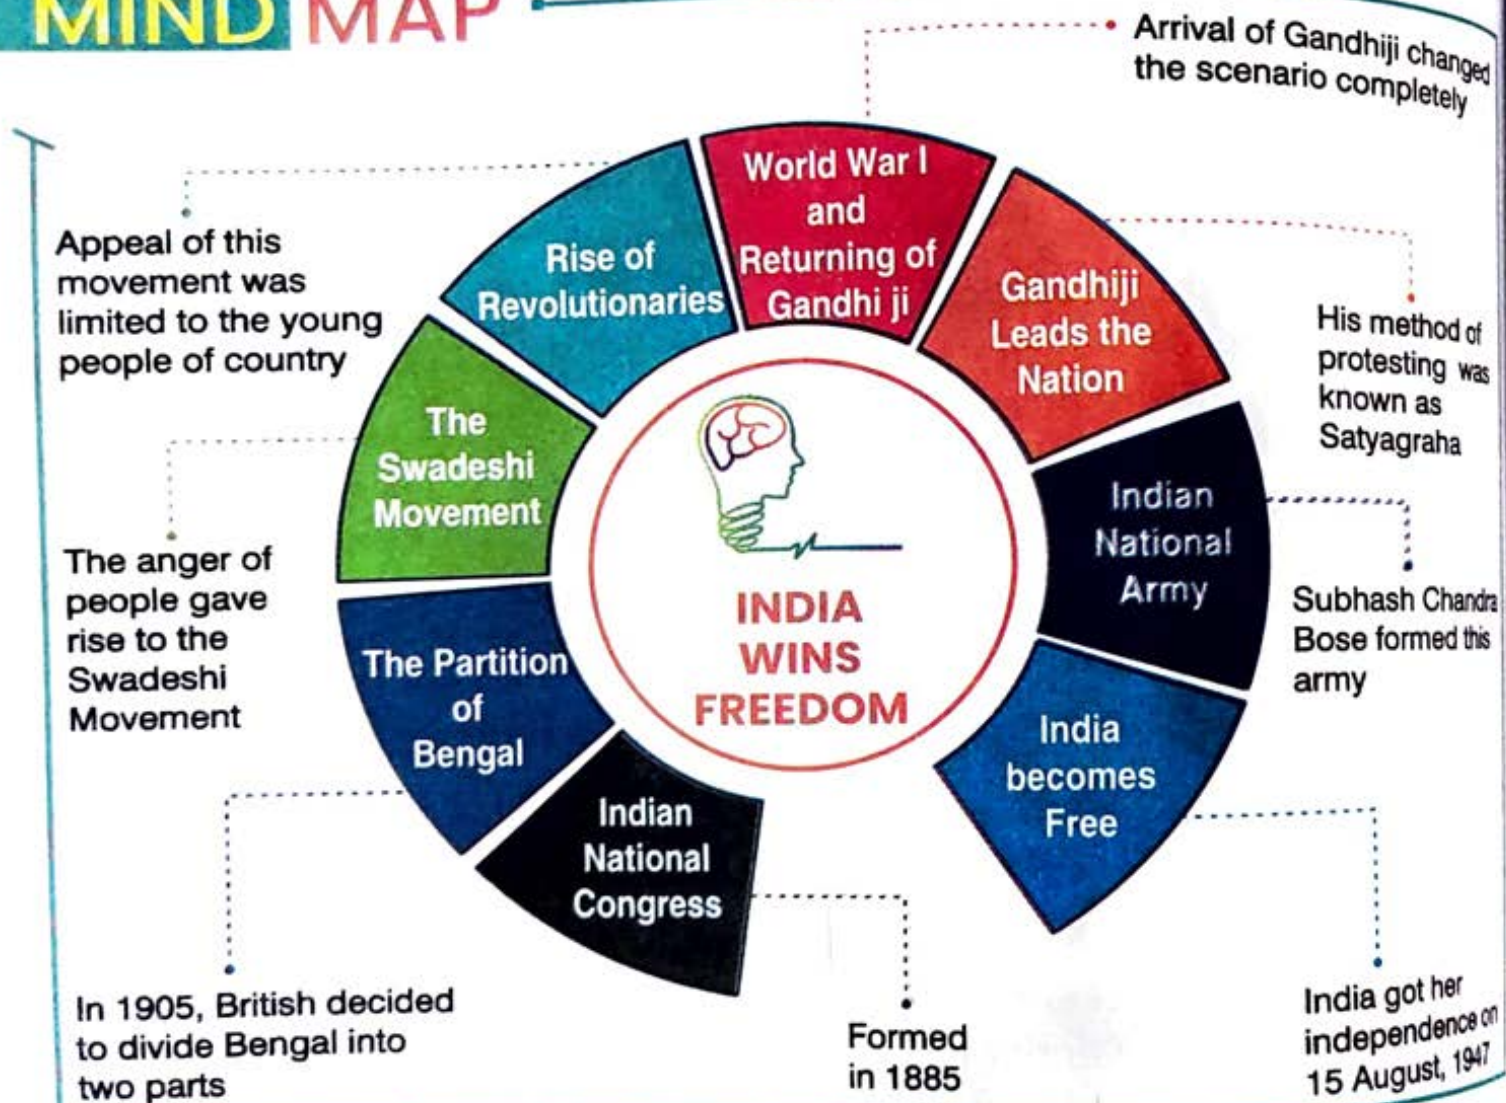 MIND MAP
Arrival of Gandhiji changed
the scenario completely
World War I
and
Returning of
Gandhi ji
Rise of
Revolutionaries
Appeal of this
movement was
limited to the young
people of country
Gandhiji
Leads the
Nation
His method of
protesting was
known as
Satyagraha
The
Swadeshi
Movement
The anger of
people gave
rise to the
Swadeshi
Movement
Indian
National
Army
Subhash Chandra
Bose formed this
army
INDIA
WINS
FREEDOM
The Partition
of
Bengal
In 1905, British decided
to divide Bengal into
two parts
Indian
National
Congress
Formed
in 1885
India
becomes
Free
India got her
independence on
15 August, 1947